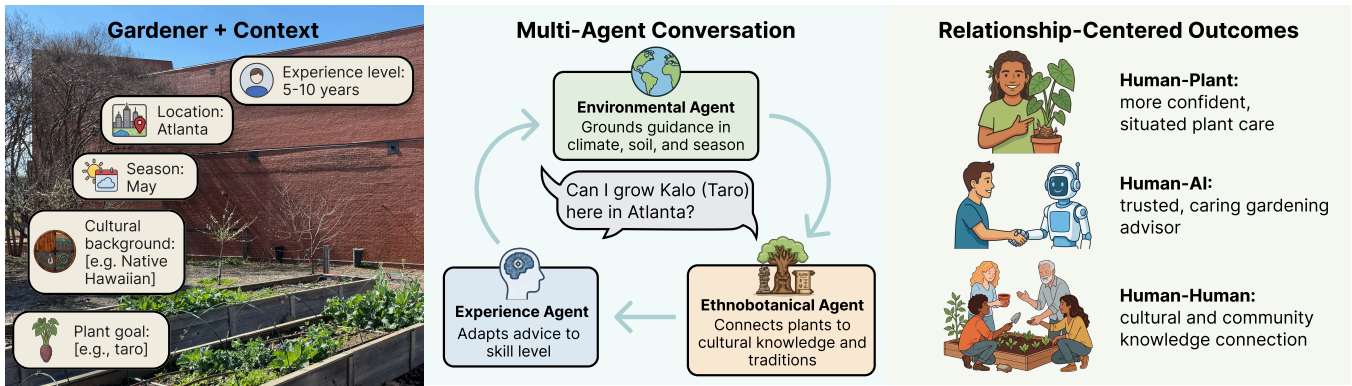 Gardener + Context
Experience level:
5-10 years
Location:
Atlanta
Season:
May
Cultural
background:
[e.g. Native
Hawaiian]
Plant goal:
[e.g., taro]
Multi-Agent Conversation
Environmental Agent
Grounds guidance in
climate, soil, and season
Can I grow Kalo (Taro)
here in Atlanta?
Experience Agent
Adapts advice to
skill level
Ethnobotanical Agent
Connects plants to
cultural knowledge and
traditions
Relationship-Centered Outcomes
Human-Plant:
more confident,
situated plant care
Human-AI:
trusted, caring gardening
advisor
Human-Human:
cultural and community
knowledge connection